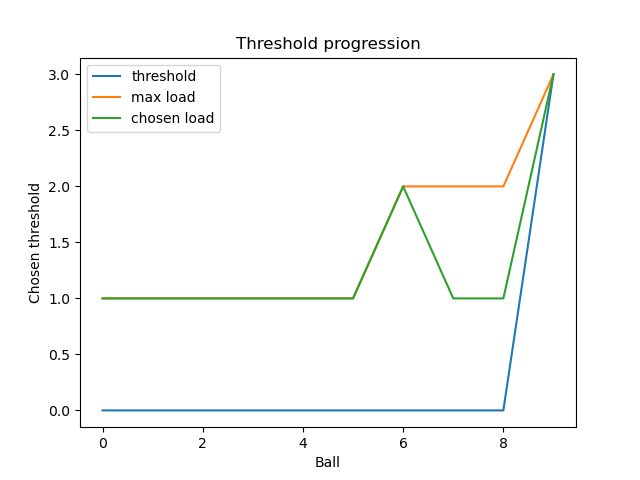 Threshold progression
threshold
max load
chosen load
3.0
2.5
2.0
1.5
1.0
0.5
0.0
Chosen threshold
0 2 4 6 8
Ball